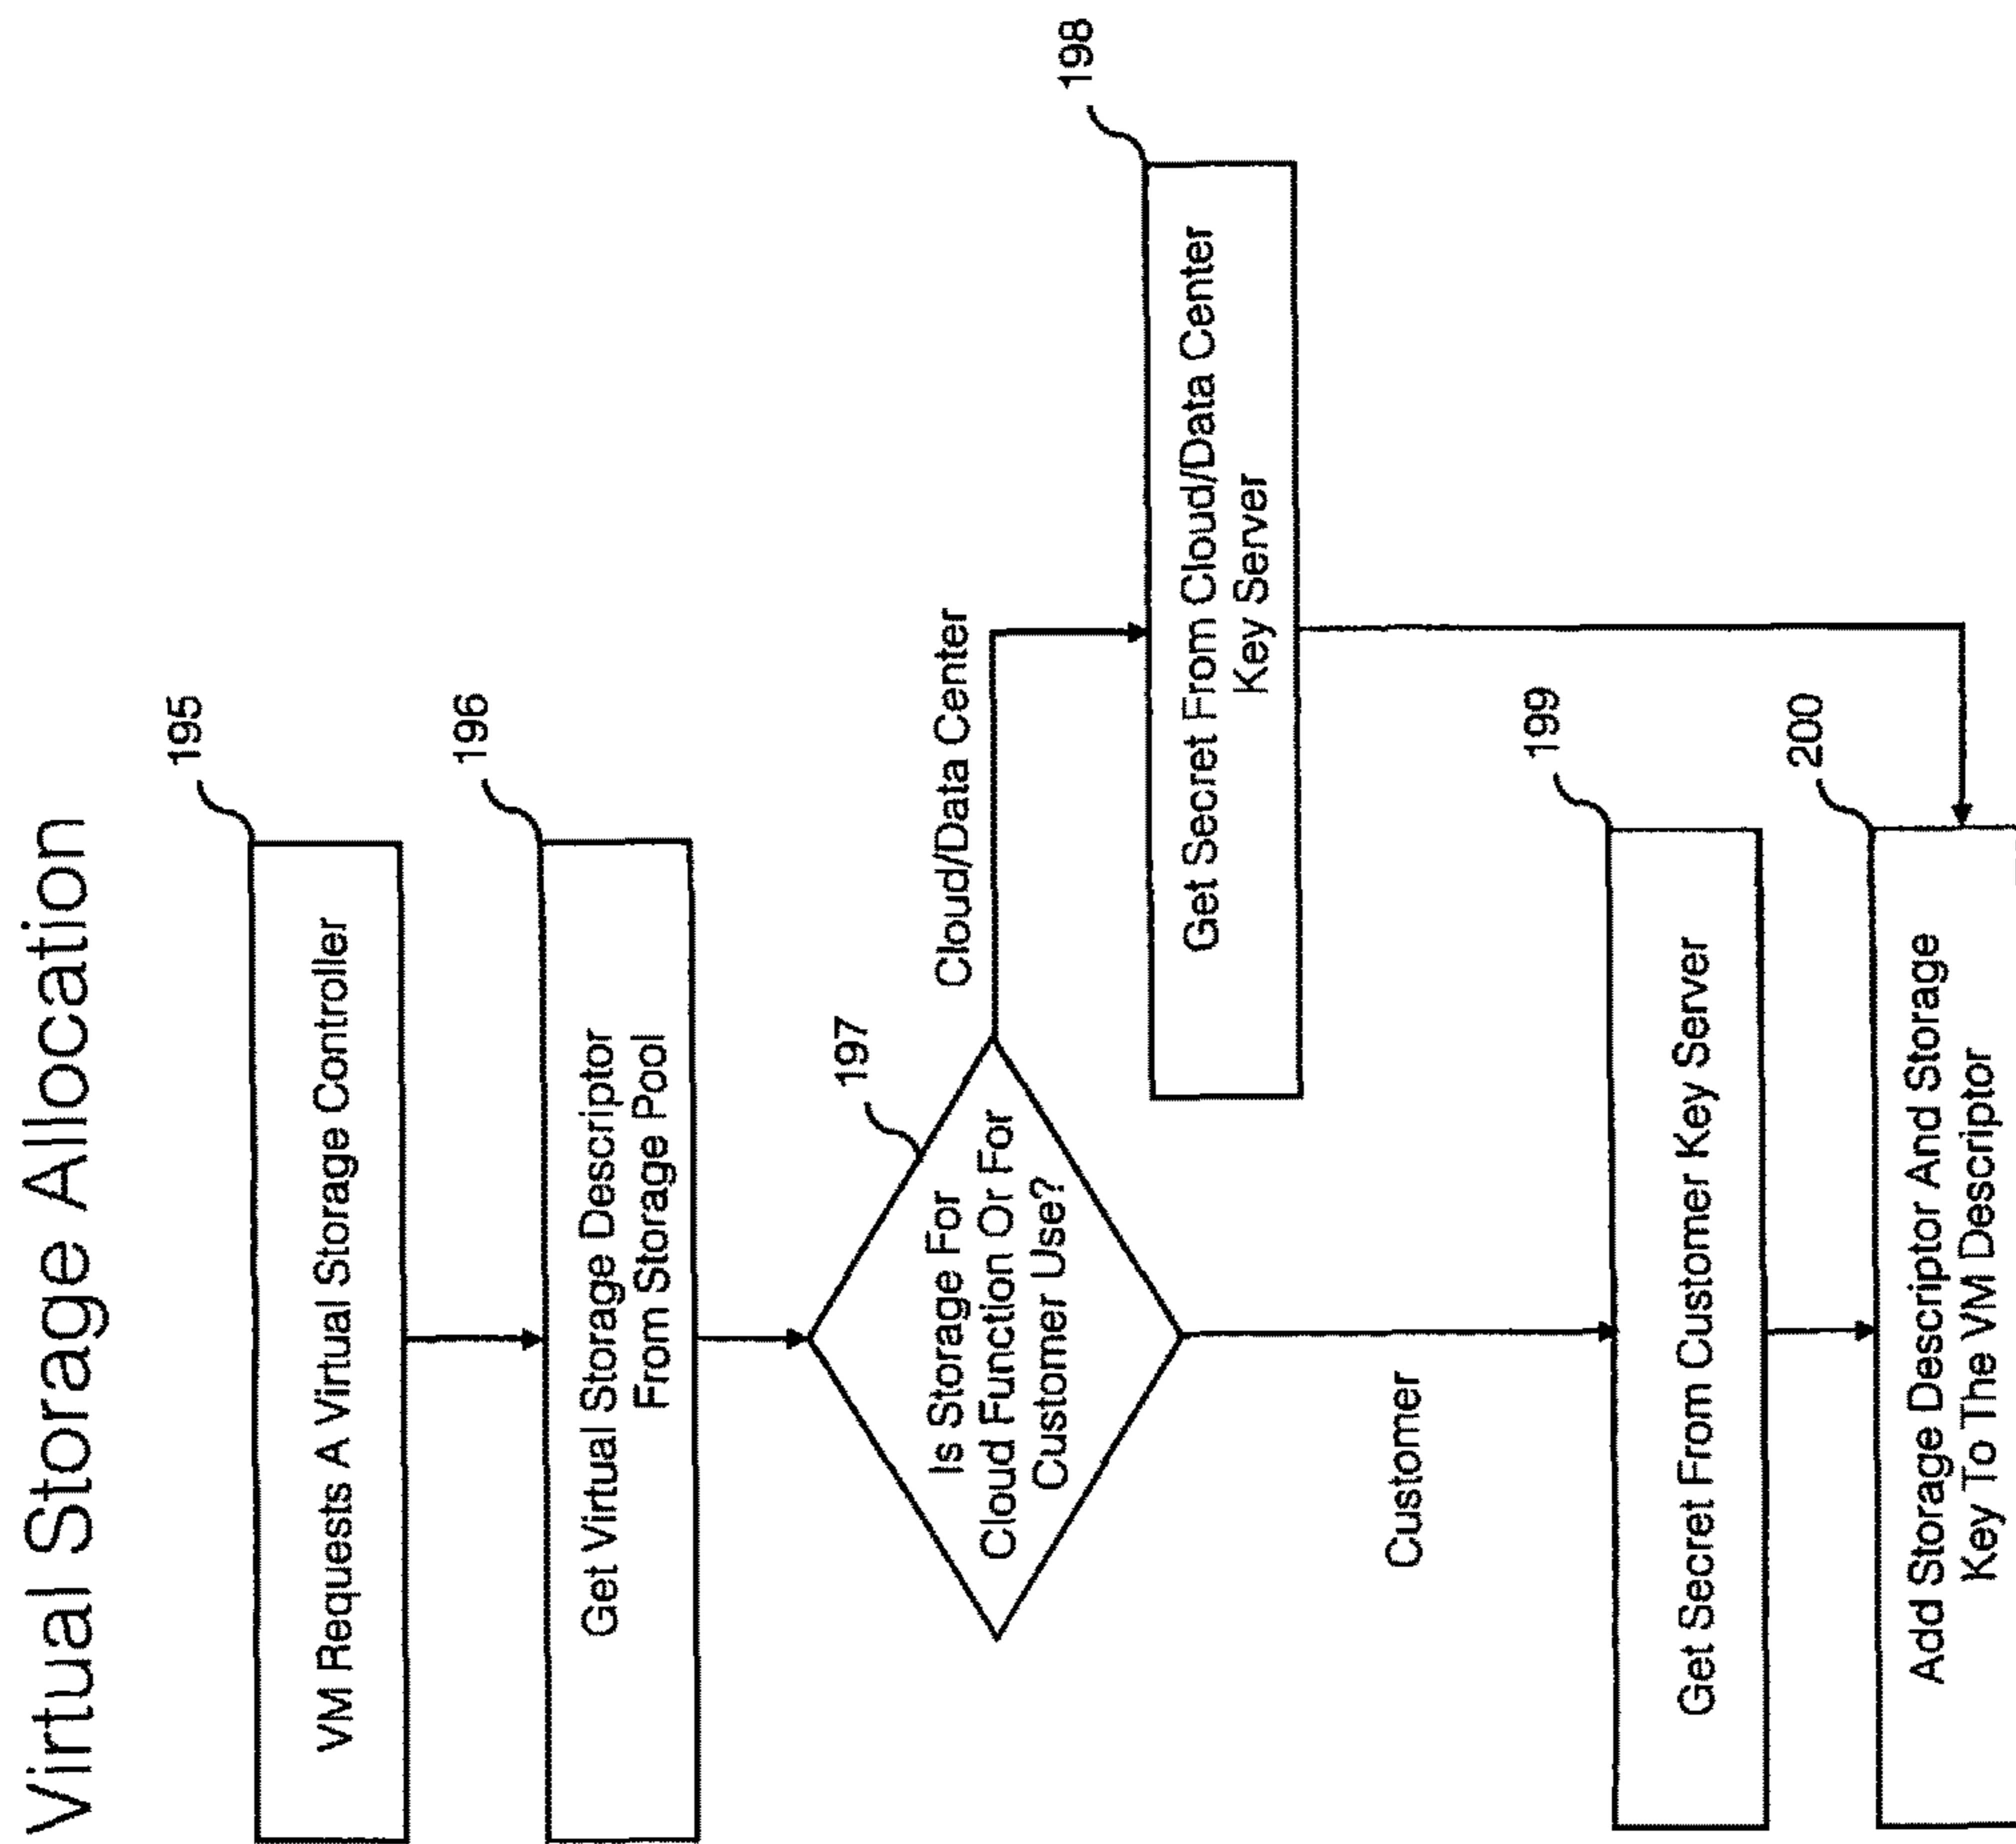 Virtual Storage Allocation
195
VM Requests A Virtual Storage Controller
196
Get Virtual Storage Descriptor
From Storage Pool
197
Is Storage For
Cloud Function Or For
Customer Use?
Cloud/Data Center
198
Get Secret From Cloud/Data Center
Key Server
Customer
199
Get Secret From Customer Key Server
200
Add Storage Descriptor And Storage
Key To The VM Descriptor